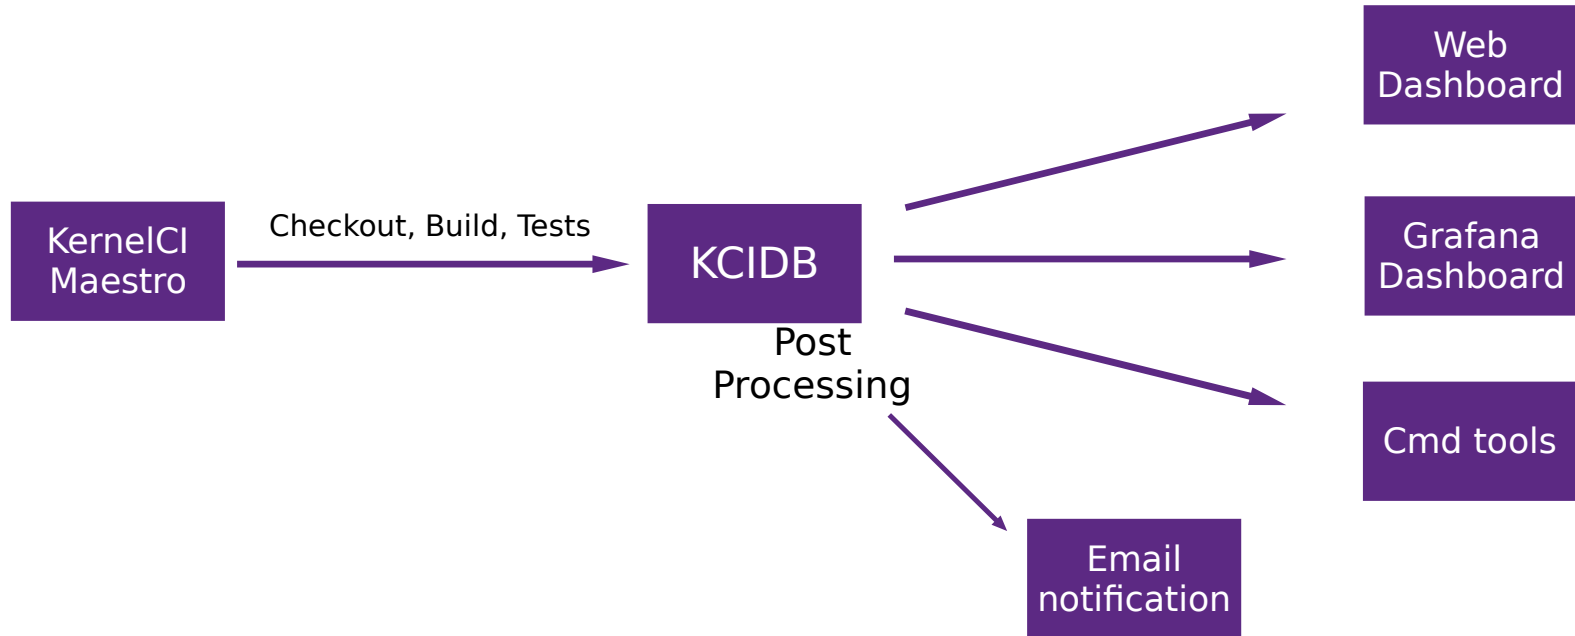 KernelCI
Maestro
Checkout, Build, Tests
KCIDB
Post
Processing
Web
Dashboard
Grafana
Dashboard
Cmd tools
Email
notification